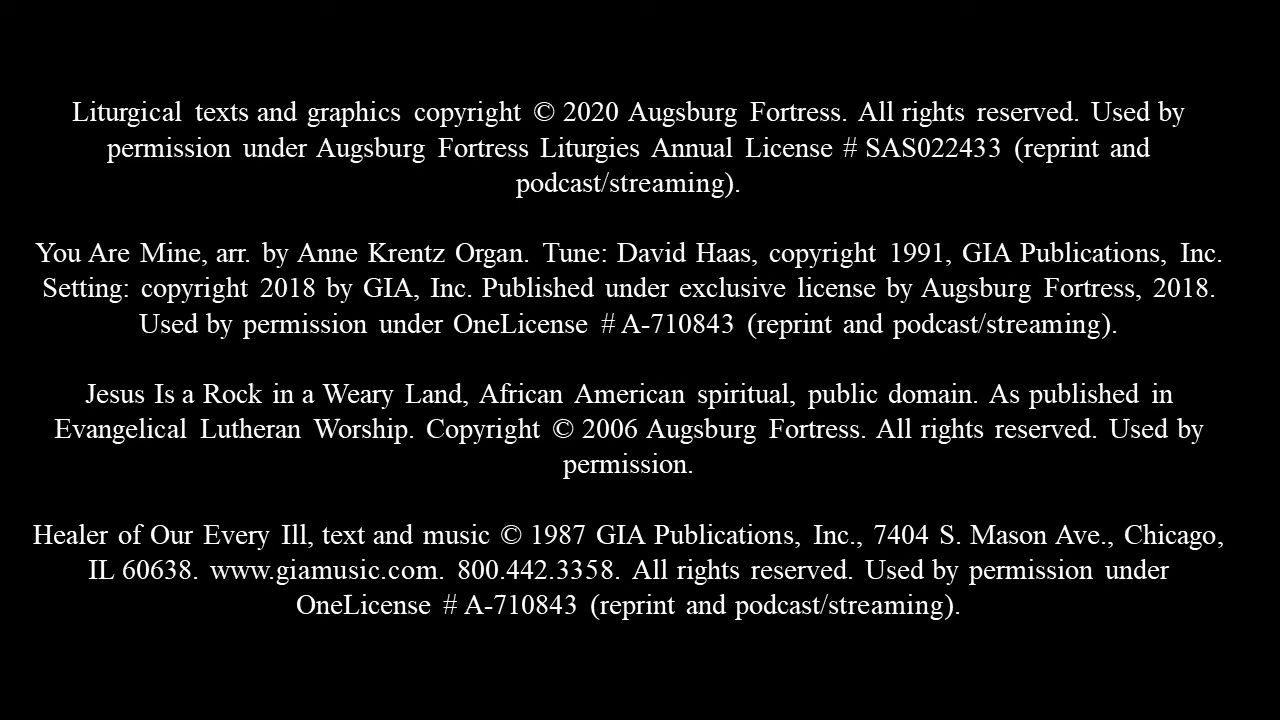 Liturgical texts and graphics copyright © 2020 Augsburg Fortress. All rights reserved. Used by
permission under Augsburg Fortress Liturgies Annual License # SAS022433 (reprint and
podcast/streaming).
You Are Mine, arr. by Anne Krentz Organ. Tune: David Haas, copyright 1991, GIA Publications, Inc.
Setting: copyright 2018 by GIA, Inc. Published under exclusive license by Augsburg Fortress, 2018.
Used by permission under OneLicense # A-710843 (reprint and podcast/streaming).
Jesus Is a Rock in a Weary Land, African American spiritual, public domain. As published in
Evangelical Lutheran Worship. Copyright © 2006 Augsburg Fortress. All rights reserved. Used by
permission.
Healer of Our Every Ill, text and music © 1987 GIA Publications, Inc., 7404 S. Mason Ave., Chicago,
IL 60638. www.giamusic.com. 800.442.3358. All rights reserved. Used by permission under
OneLicense # A-710843 (reprint and podcast/streaming).